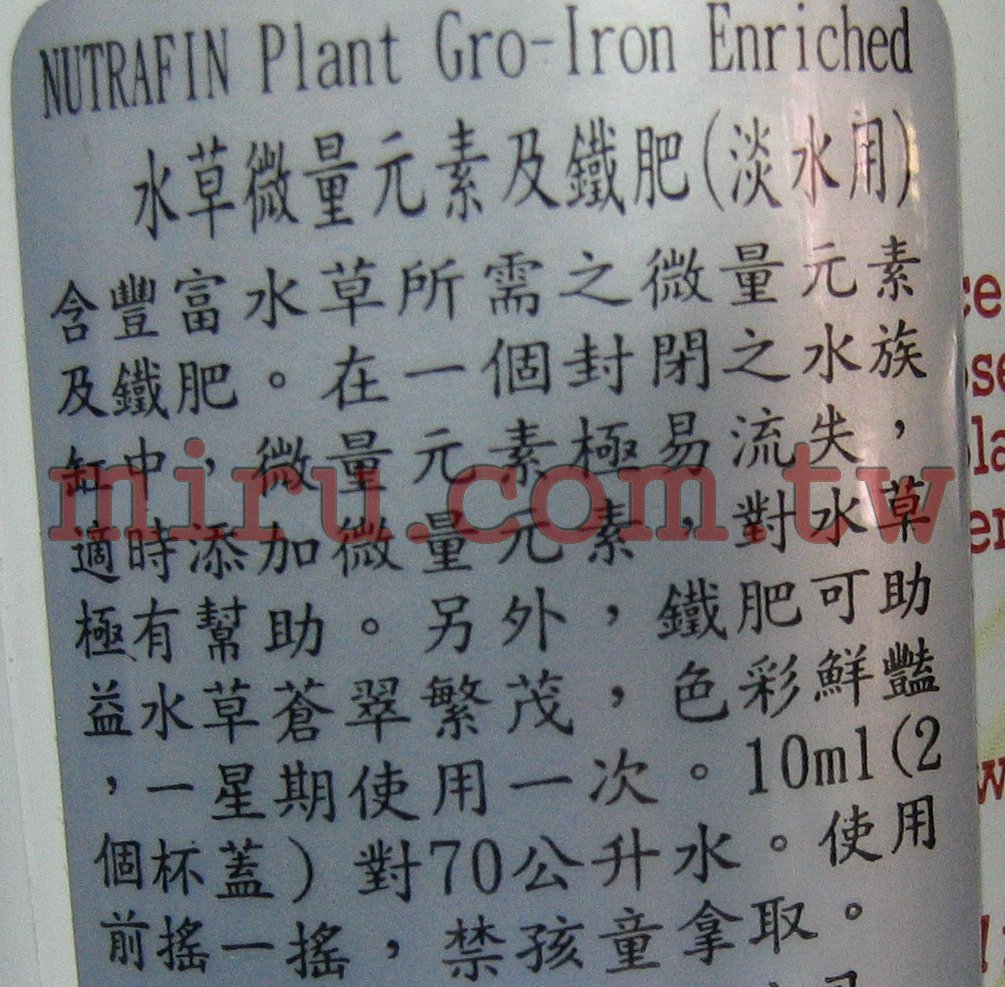 NUTRAFIN Plant Gro-Iron Enriched
水草微量元素及鐵肥(淡水用)
含豐富水草所需之微量元素
及鐵肥。在一個封閉之水族
缸中,微量元素極易流失,
miru.com.tw
適時添加微量元素,對水草
極有幫助。另外,鐵肥可助
益水草蒼翠繁茂,色彩鮮豔
,一星期使用一次。10ml(2
個杯蓋)對70公升水。使用
前搖一搖,禁孩童拿取。